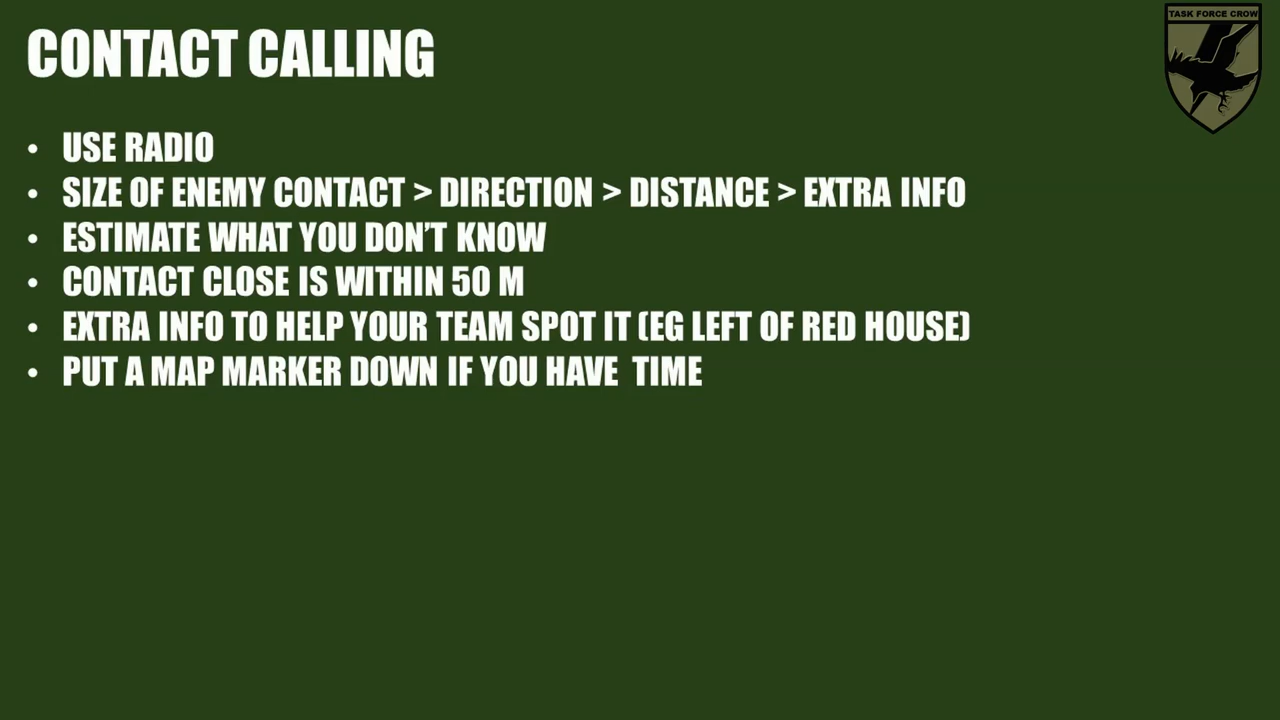 CONTACT CALLING
TASK FORCE CROW
• USE RADIO
• SIZE OF ENEMY CONTACT > DIRECTION > DISTANCE > EXTRA INFO
• ESTIMATE WHAT YOU DON'T KNOW
• CONTACT CLOSE IS WITHIN 50 M
• EXTRA INFO TO HELP YOUR TEAM SPOT IT (EG LEFT OF RED HOUSE)
• PUT A MAP MARKER DOWN IF YOU HAVE  TIME